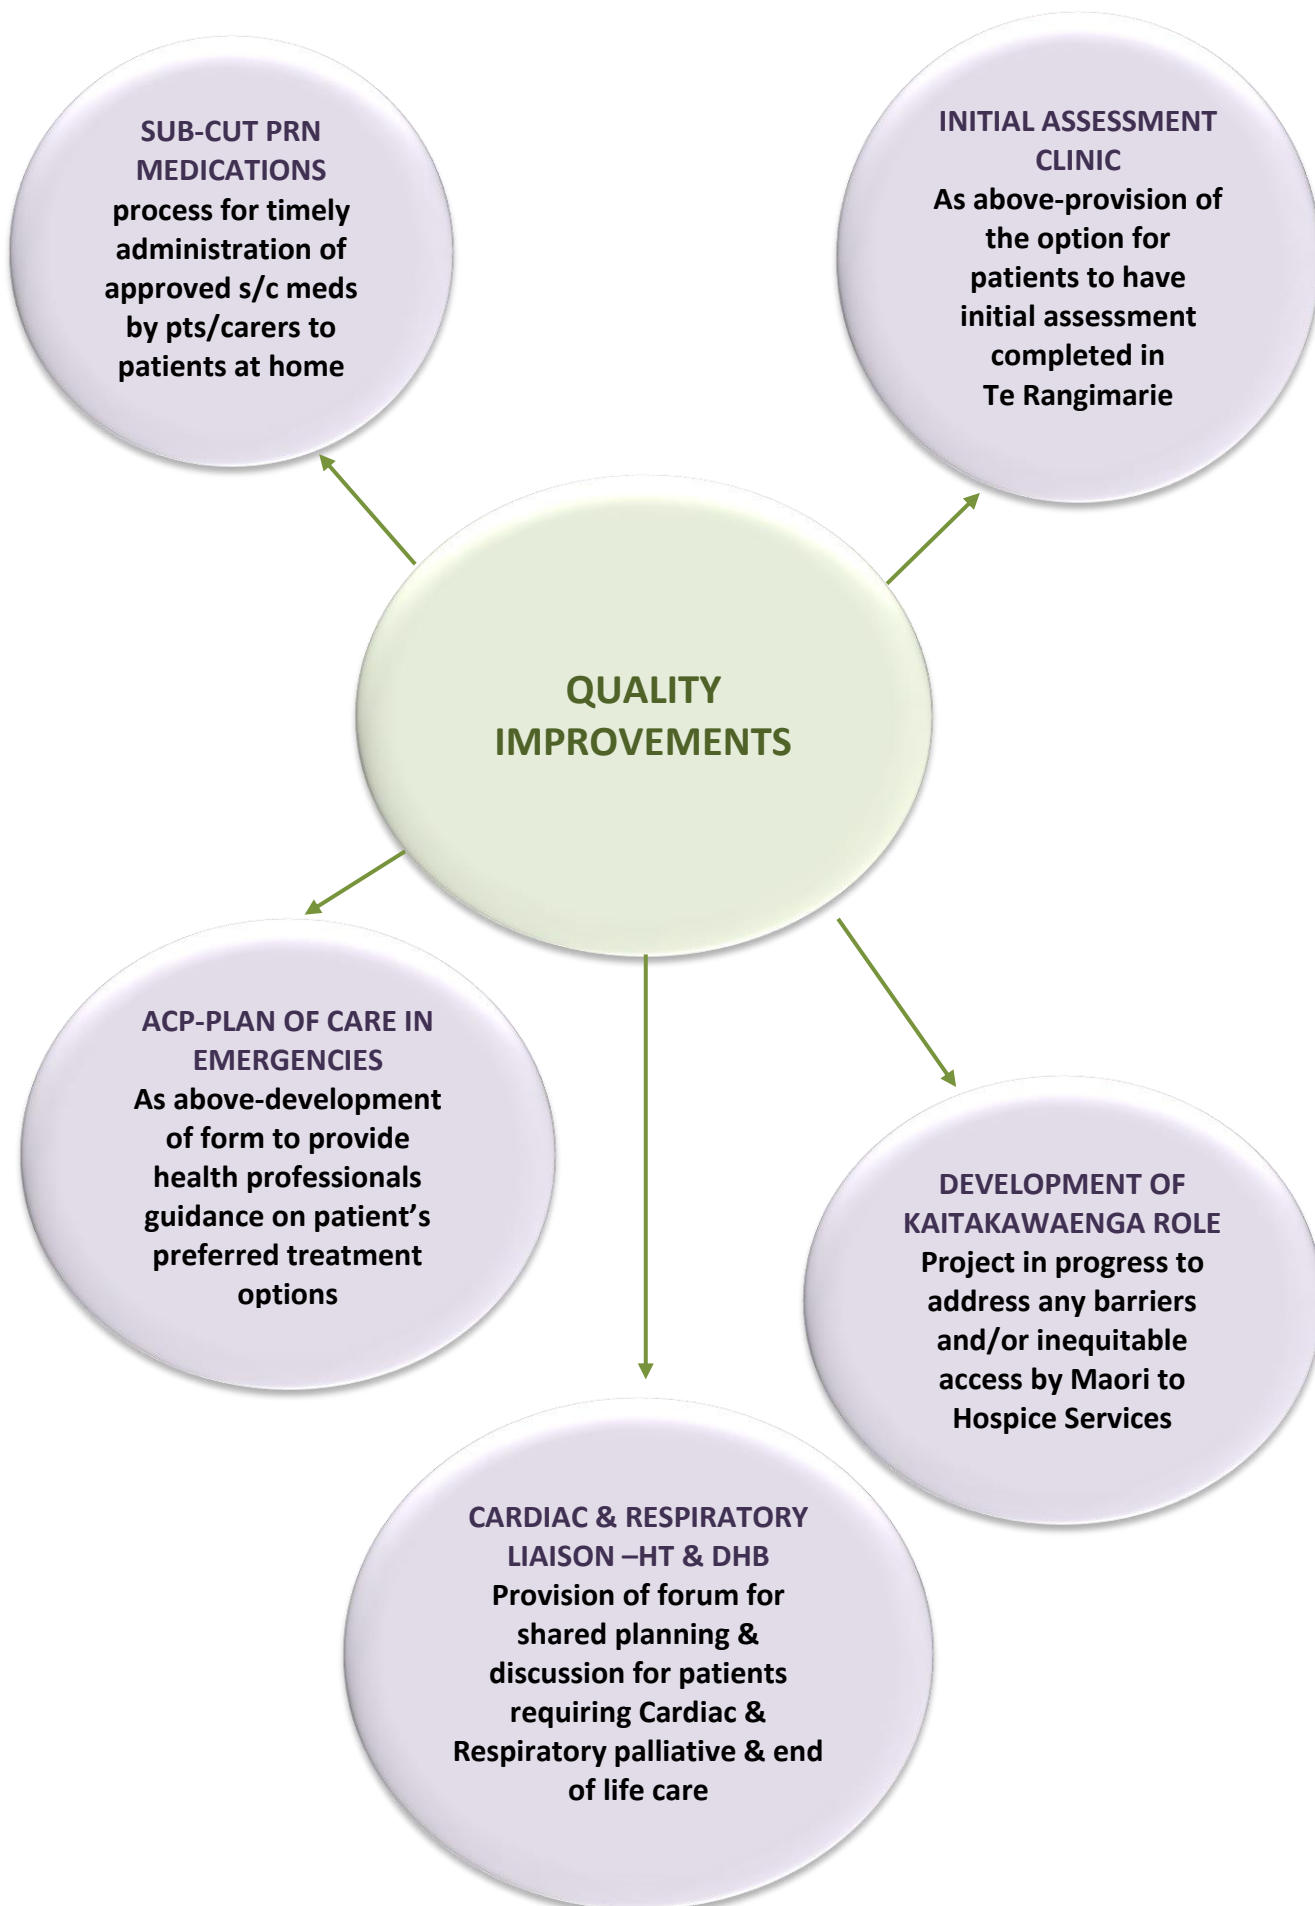 SUB-CUT PRN
MEDICATIONS
process for timely
administration of
approved s/c meds
by pts/carers to
patients at home
INITIAL ASSESSMENT
CLINIC
As above-provision of
the option for
patients to have
initial assessment
completed in
Te Rangimarie
QUALITY
IMPROVEMENTS
ACP-PLAN OF CARE IN
EMERGENCIES
As above-development
of form to provide
health professionals
guidance on patient’s
preferred treatment
options
DEVELOPMENT OF
KAITAKAWAENGA ROLE
Project in progress to
address any barriers
and/or inequitable
access by Maori to
Hospice Services
CARDIAC & RESPIRATORY
LIAISON –HT & DHB
Provision of forum for
shared planning &
discussion for patients
requiring Cardiac &
Respiratory palliative & end
of life care